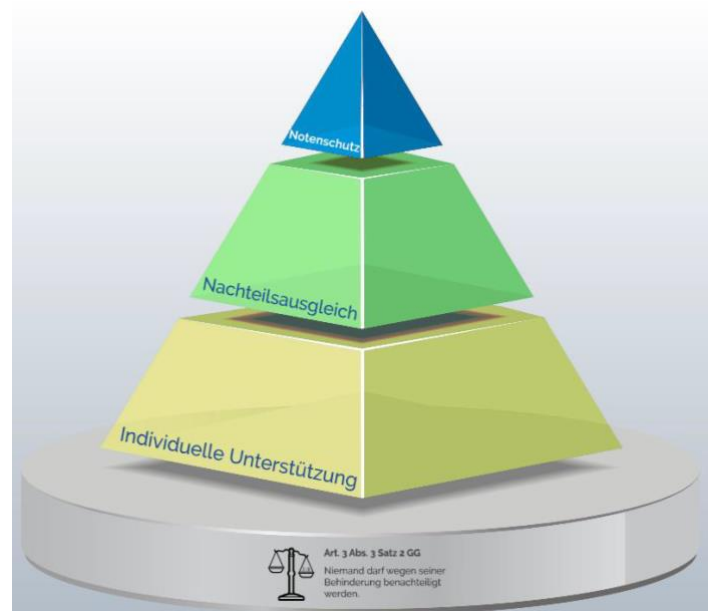 Notenschutz
Nachteilsausgleich
Individuelle Unterstützung
Art. 3 Abs. 3 Satz 2 GG
Niemand darf wegen seiner
Behinderung benachteiligt
werden.